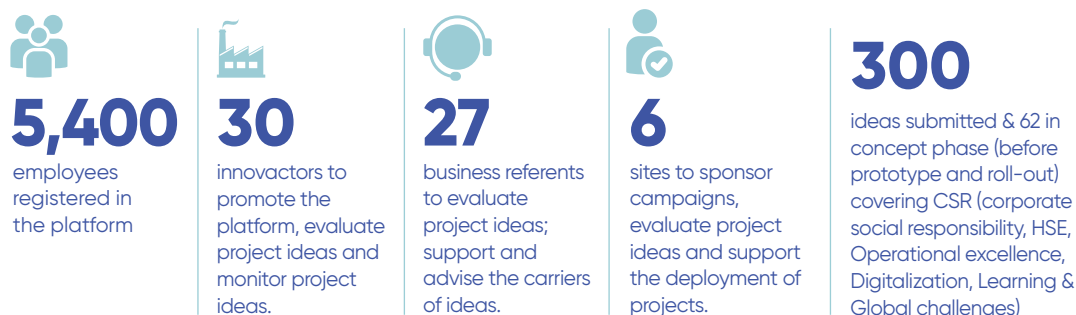 5,400
employees
registered in
the platform
30
innovactors to
promote the
platform, evaluate
project ideas and
monitor project
ideas.
27
business referents
to evaluate
project ideas;
support and
advise the carriers
of ideas.
6
sites to sponsor
campaigns,
evaluate project
ideas and support
the deployment of
projects.
300
ideas submitted & 62 in
concept phase (before
prototype and roll-out)
covering CSR (corporate
social responsibility, HSE,
Operational excellence,
Digitalization, Learning &
Global challenges)